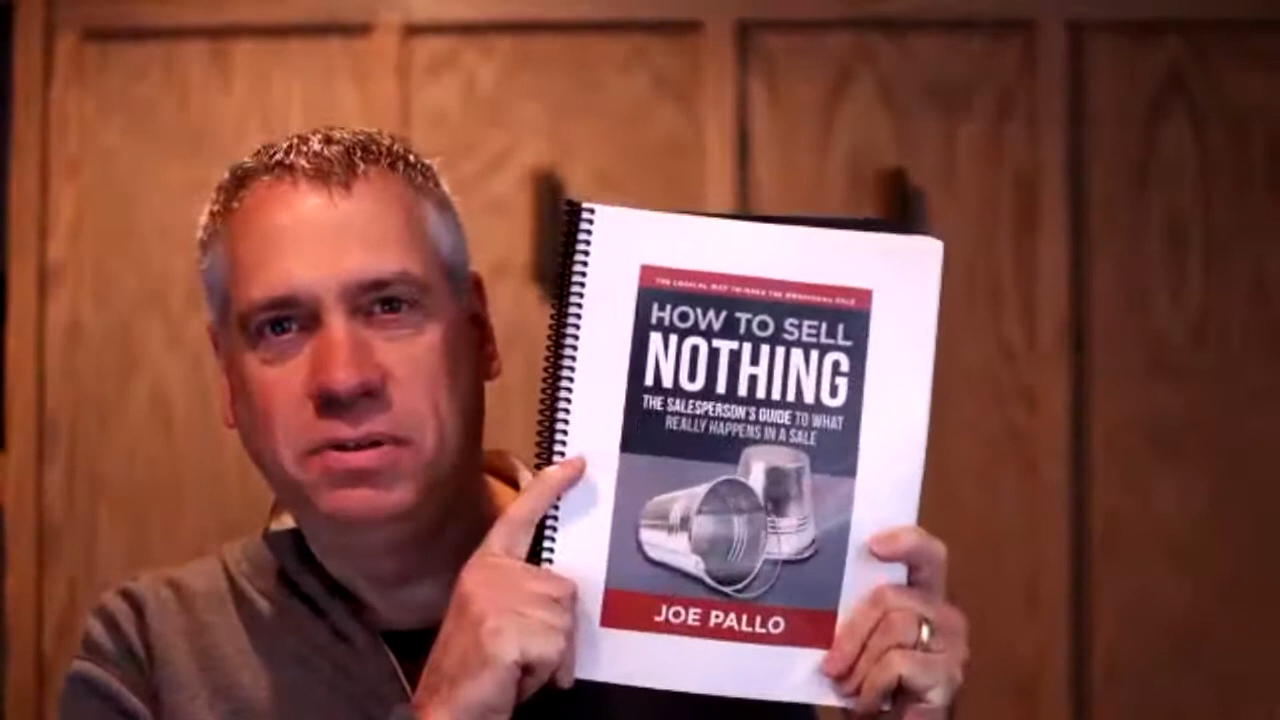 THE LOGICAL WAY TO MAKE THE EMOTIONAL SALE
HOW TO SELL
NOTHING
THE SALESPERSON'S GUIDE TO WHAT
REALLY HAPPENS IN A SALE
JOE PALLO